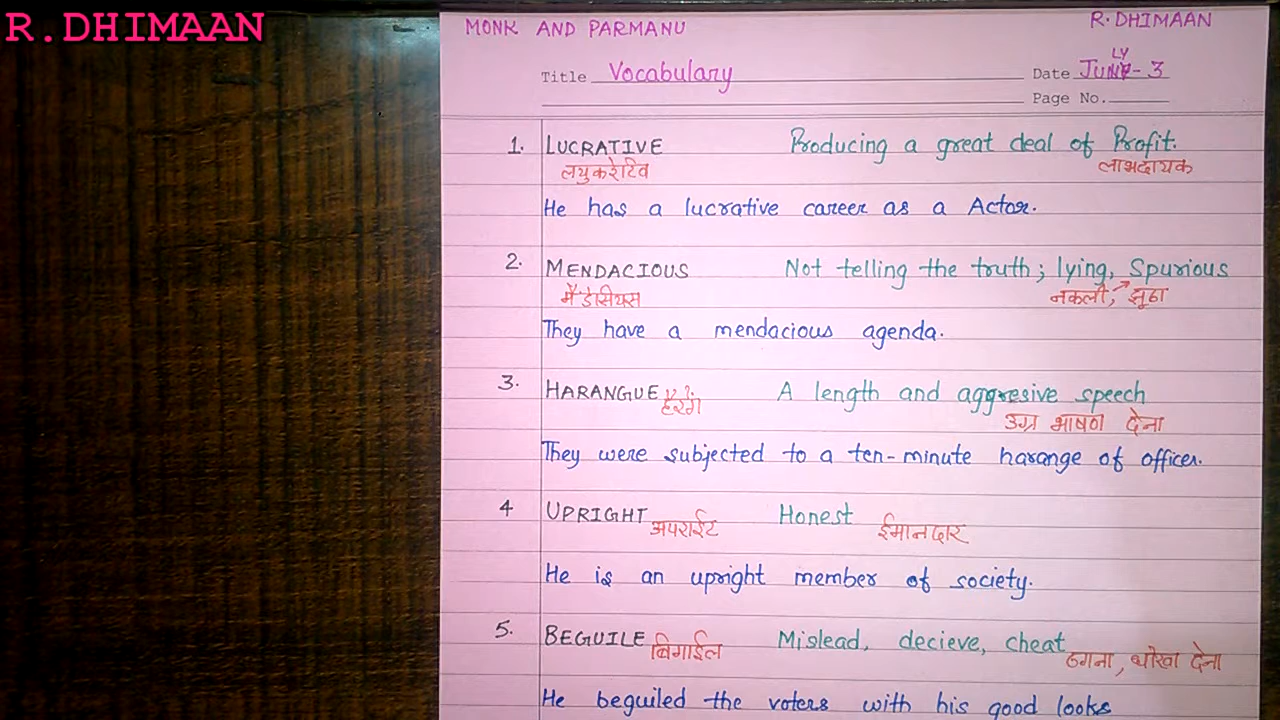 R.DHIMAAN
MONK AND PARMANU R. DHIMAAN
Title Vocabulary Date JULY - 3
Page No.
1. LUCRATIVE Producing a great deal of Profit.
ल्युकरेटिव लाभदायक
He has a lucrative career as a Actor.
2. MENDACIOUS Not telling the truth; lying, Spurious
मैंडेसियस नकली, झूठा
They have a mendacious agenda.
3. HARANGUE A length and aggresive speech
हैरेंग उग्र भाषण देना
They were subjected to a ten-minute harange of officer.
4 UPRIGHT Honest
अपराईट ईमानदार
He is an upright member of society.
5. BEGUILE Mislead, decieve, cheat
बिगाईल ठगना, धोखा देना
He beguiled the voters with his good looks